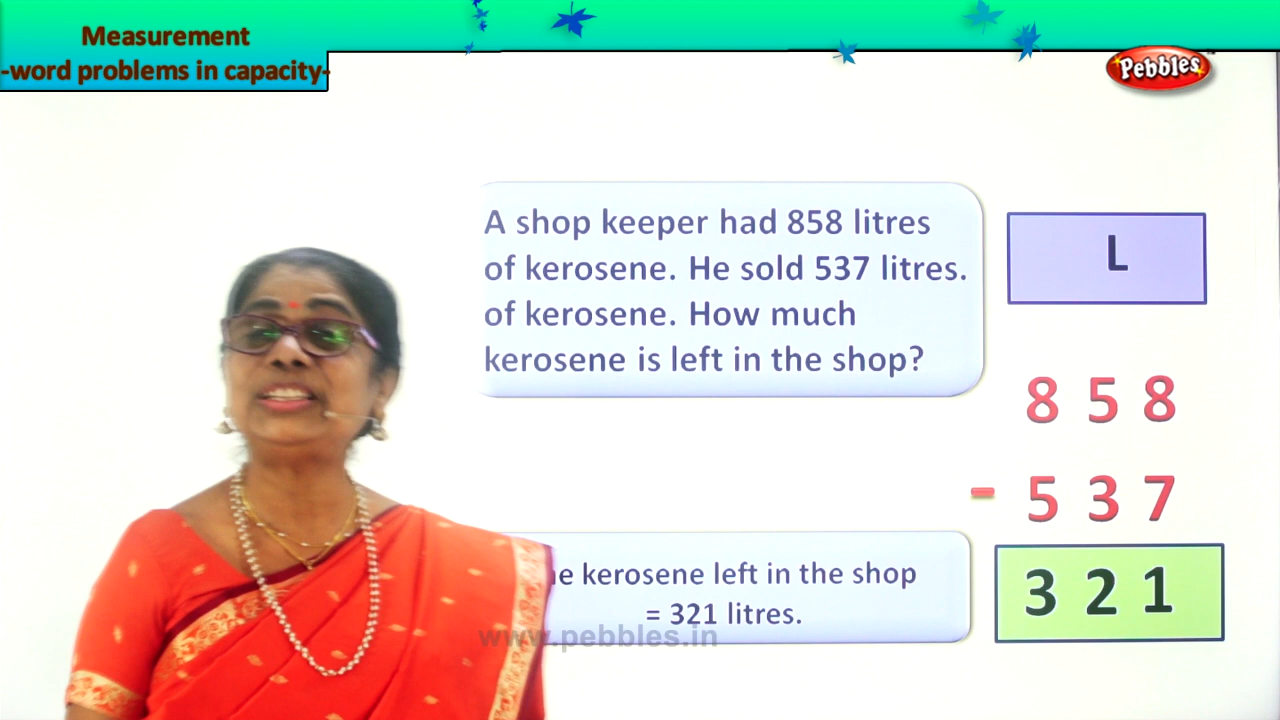 Measurement
-word problems in capacity-
Pebbles
A shop keeper had 858 litres
of kerosene. He sold 537 litres.
of kerosene. How much
kerosene is left in the shop?
L
8 5 8
- 5 3 7
3 2 1
kerosene left in the shop
= 321 litres.
www.pebbles.in